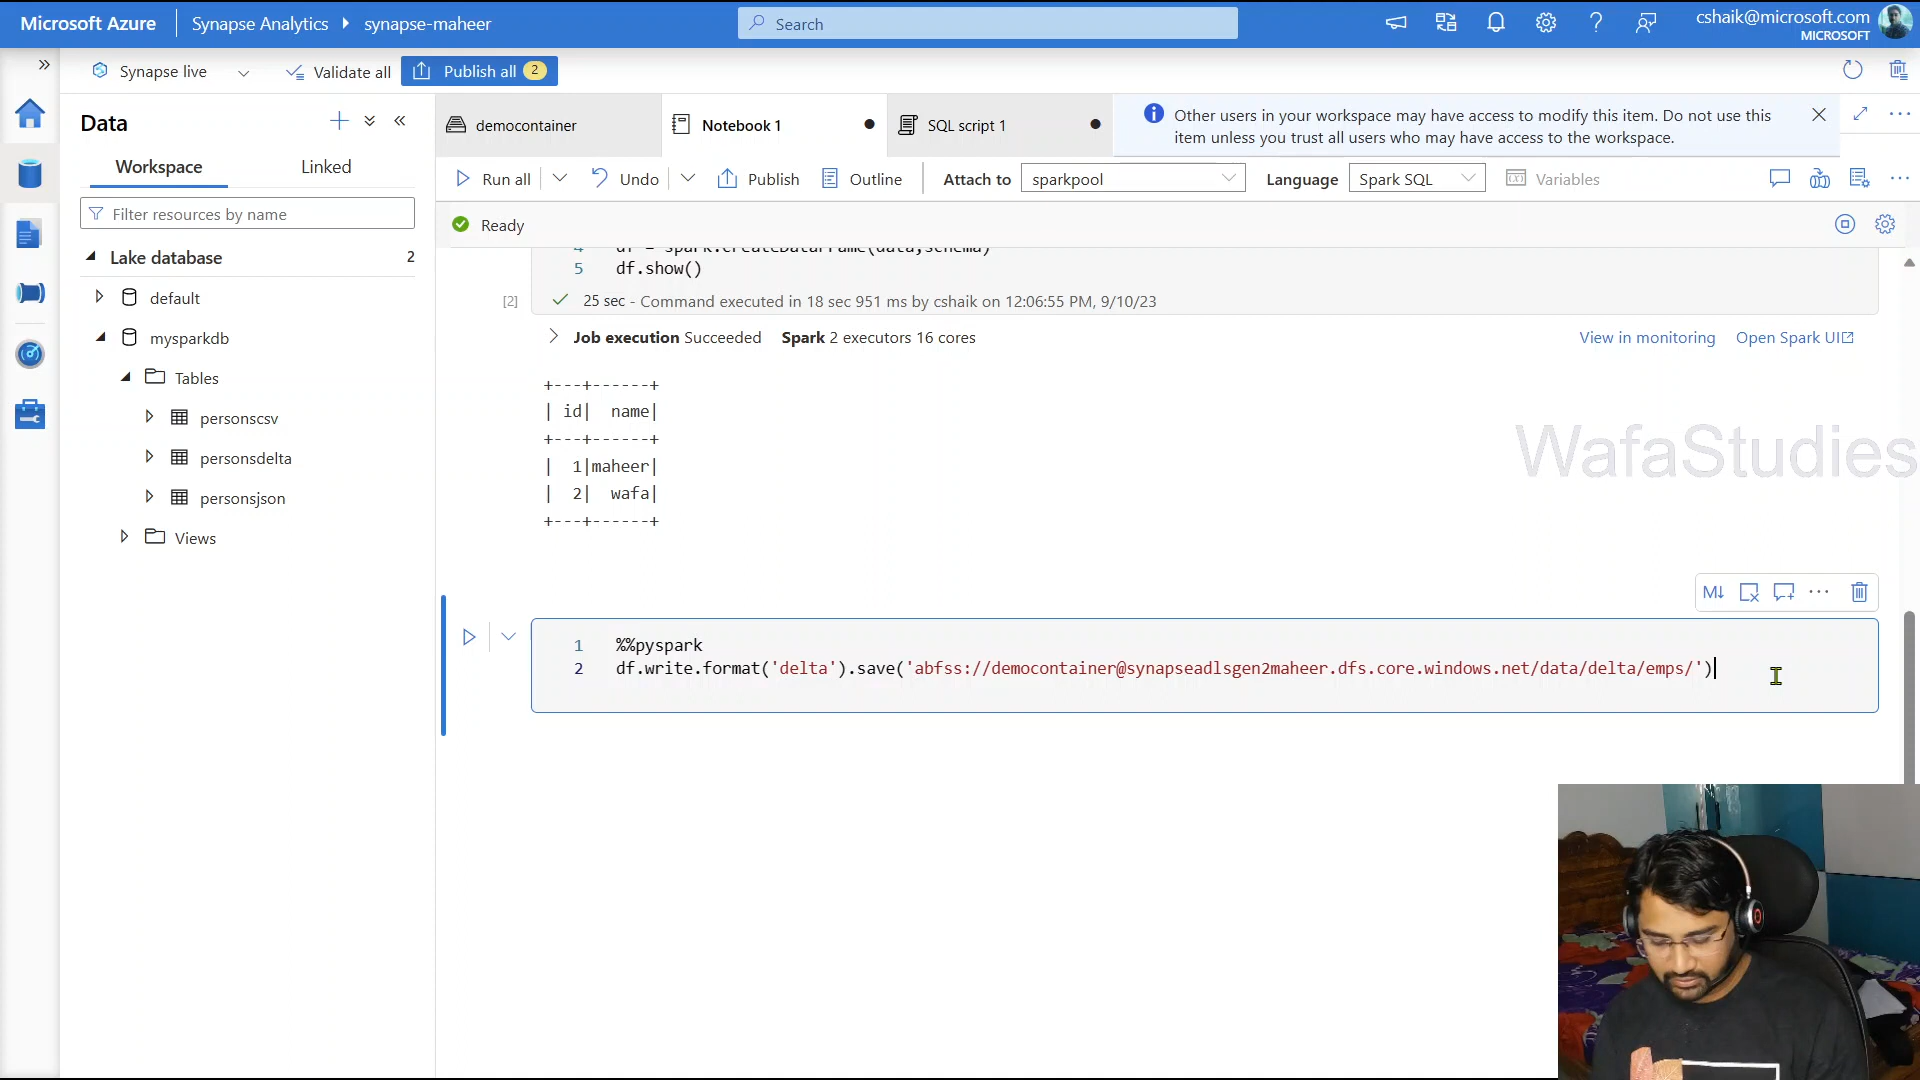 Microsoft Azure
Synapse Analytics
synapse-maheer
Search
cshaik@microsoft.com
MICROSOFT
Synapse live
Validate all
Publish all 2
Data
Workspace
Linked
Filter resources by name
Lake database 2
default
mysparkdb
Tables
personscsv
personsdelta
personsjson
Views
democontainer
Notebook 1
SQL script 1
Other users in your workspace may have access to modify this item. Do not use this
item unless you trust all users who may have access to the workspace.
Run all
Undo
Publish
Outline
Attach to
sparkpool
Language
Spark SQL
Variables
Ready
4 df = spark.createDataFrame(data,schema)
5 df.show()
[2] 25 sec - Command executed in 18 sec 951 ms by cshaik on 12:06:55 PM, 9/10/23
Job execution Succeeded Spark 2 executors 16 cores
View in monitoring
Open Spark UI
+---+------+
| id| name|
+---+------+
| 1|maheer|
| 2| wafa|
+---+------+
WafaStudies
M↓
1 %%pyspark
2 df.write.format('delta').save('abfss://democontainer@synapseadlsgen2maheer.dfs.core.windows.net/data/delta/emps/')